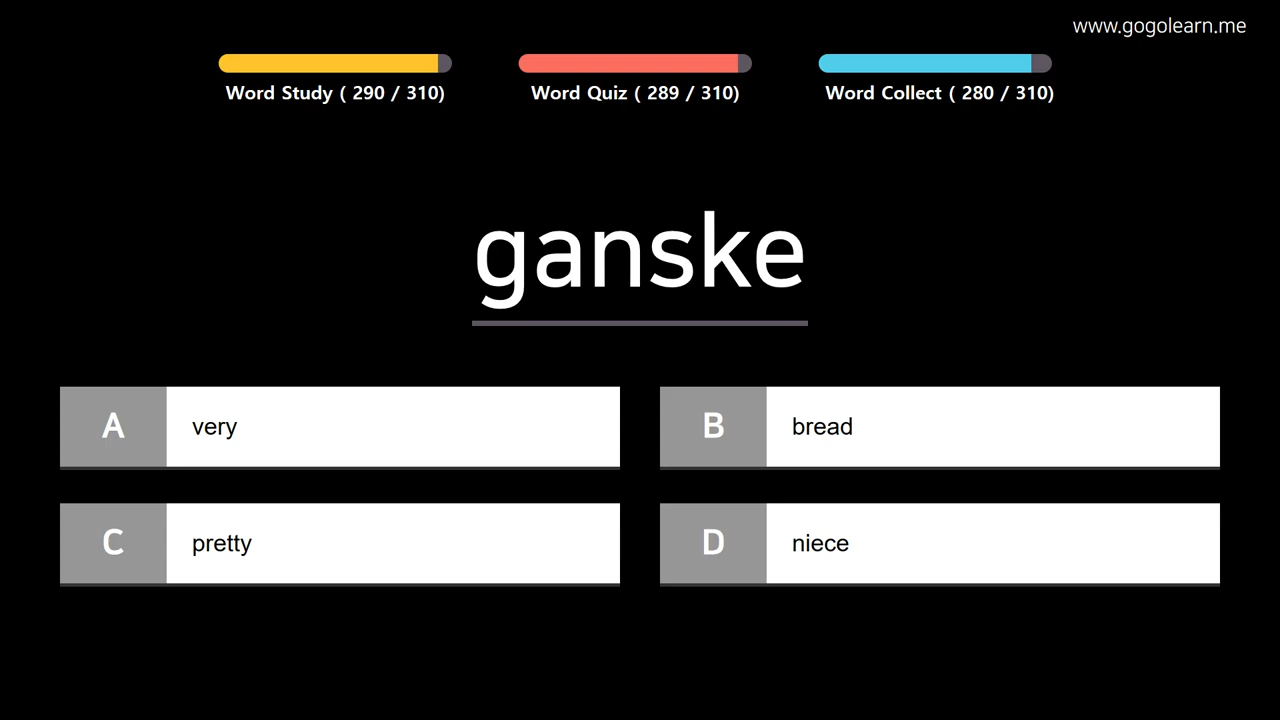 www.gogolearn.me
Word Study ( 290 / 310)
Word Quiz ( 289 / 310)
Word Collect ( 280 / 310)
ganske
A very
B bread
C pretty
D niece